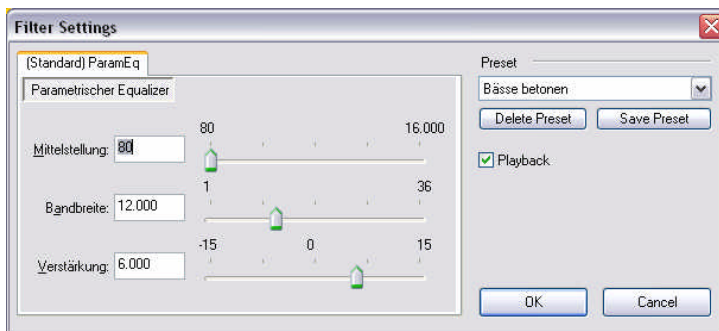 Filter Settings
(Standard) ParamEq
Parametrischer Equalizer
80 16.000
Mittelstellung: 80
1 36
Bandbreite: 12.000
-15 0 15
Verstärkung: 6.000
Preset
Bässe betonen
Delete Preset Save Preset
Playback
OK Cancel